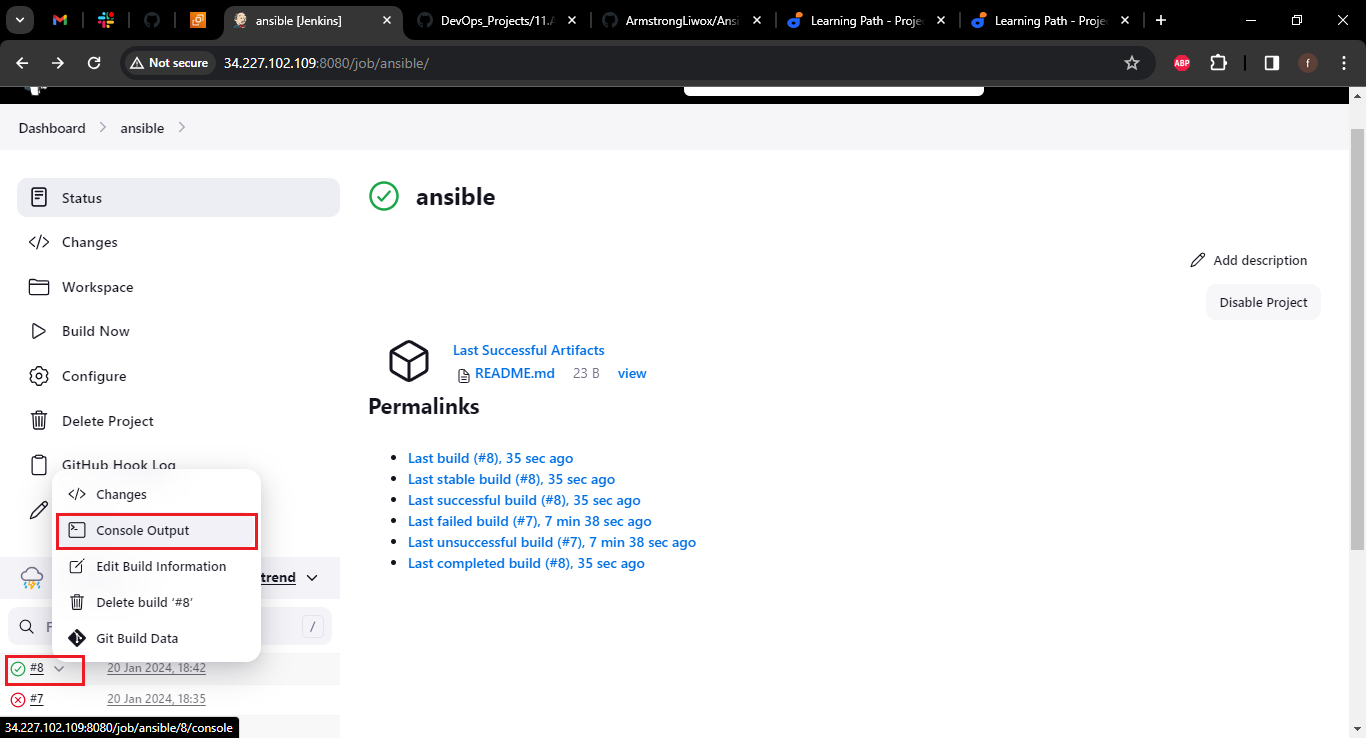 ansible [Jenkins]
DevOps_Projects/11.A
ArmstrongLiwox/Ansi
Learning Path - Projec
Learning Path - Projec
Not secure
34.227.102.109:8080/job/ansible/
ABP
f
Dashboard
ansible
Status
Changes
Workspace
Build Now
Configure
Delete Project
GitHub Hook Log
Changes
Console Output
Edit Build Information
Delete build ‘#8’
Git Build Data
trend
F
/
#8
20 Jan 2024, 18:42
#7
20 Jan 2024, 18:35
34.227.102.109:8080/job/ansible/8/console
ansible
Add description
Disable Project
Last Successful Artifacts
README.md 23 B view
Permalinks
Last build (#8), 35 sec ago
Last stable build (#8), 35 sec ago
Last successful build (#8), 35 sec ago
Last failed build (#7), 7 min 38 sec ago
Last unsuccessful build (#7), 7 min 38 sec ago
Last completed build (#8), 35 sec ago